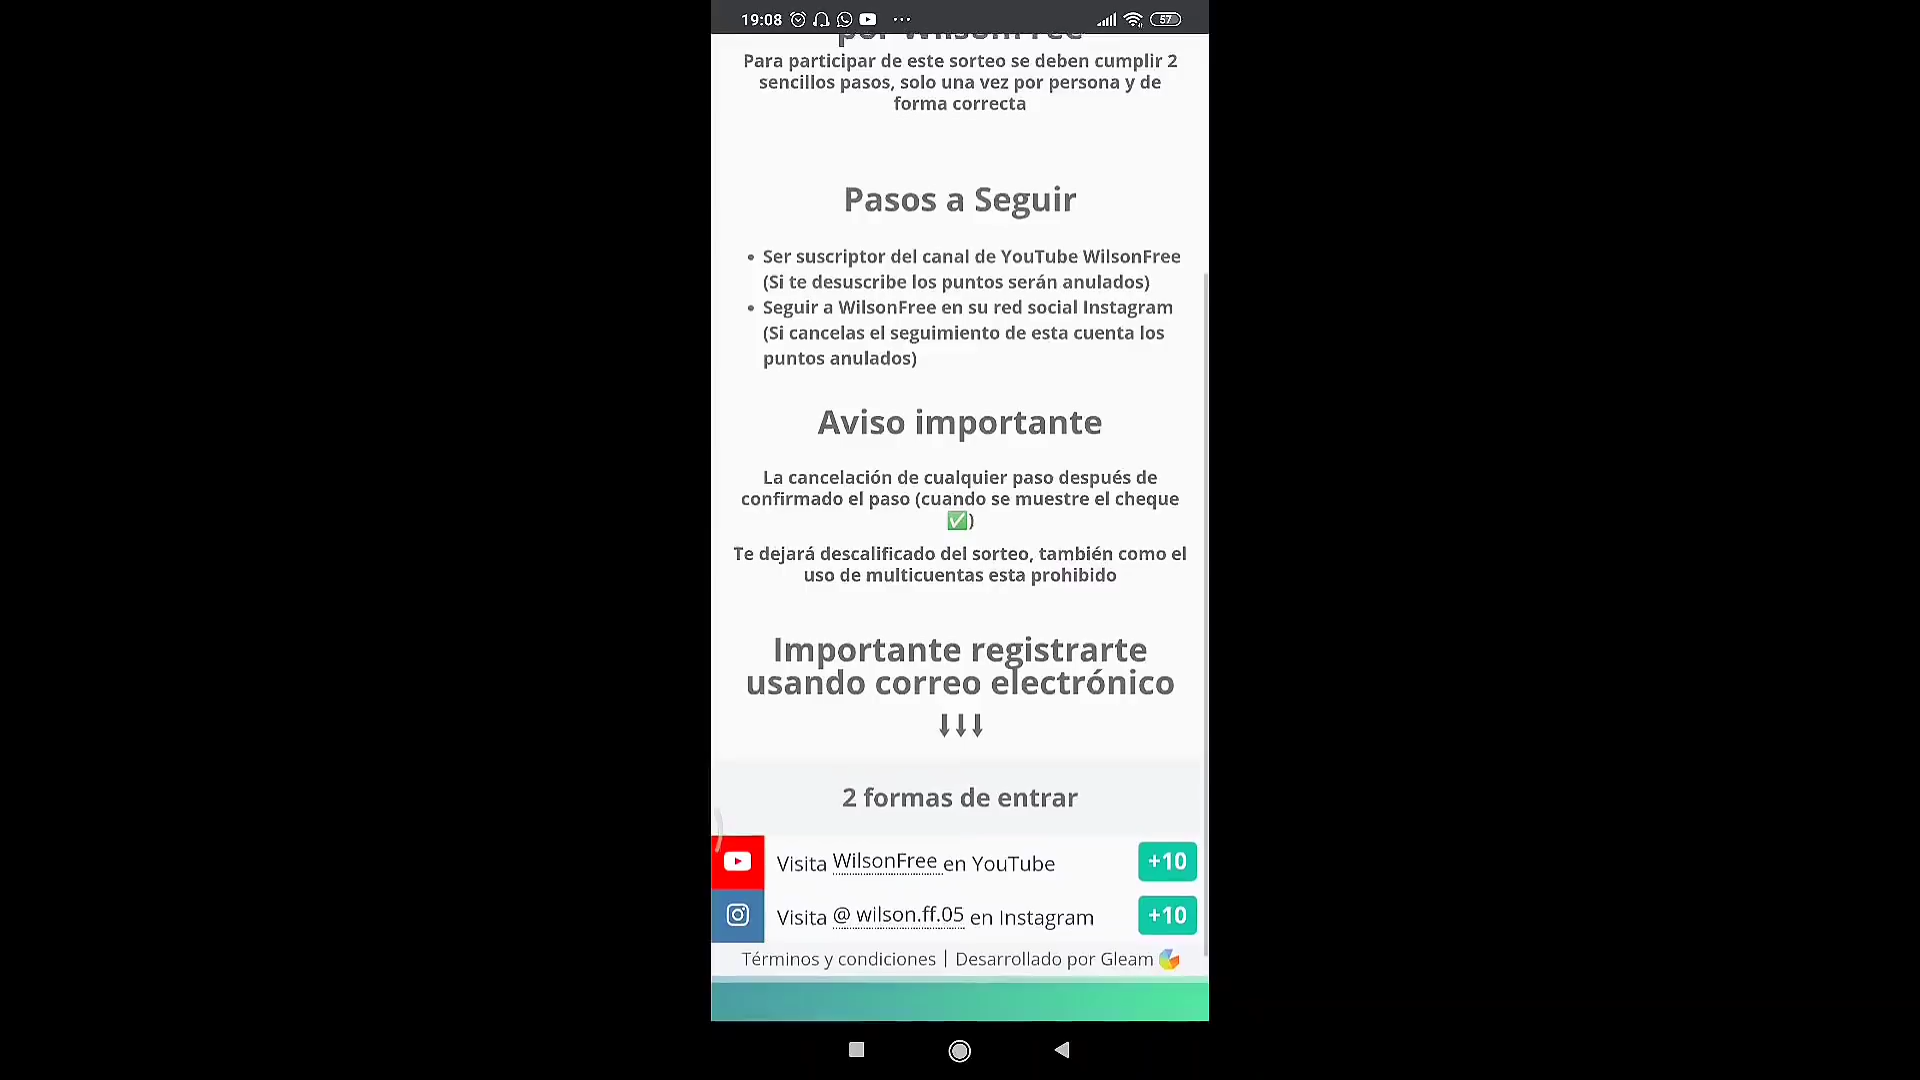 19:08
57
por WilsonFree
Para participar de este sorteo se deben cumplir 2
sencillos pasos, solo una vez por persona y de
forma correcta
Pasos a Seguir
• Ser suscriptor del canal de YouTube WilsonFree
(Si te desuscribe los puntos serán anulados)
• Seguir a WilsonFree en su red social Instagram
(Si cancelas el seguimiento de esta cuenta los
puntos anulados)
Aviso importante
La cancelación de cualquier paso después de
confirmado el paso (cuando se muestre el cheque
✅)
Te dejará descalificado del sorteo, también como el
uso de multicuentas esta prohibido
Importante registrarte
usando correo electrónico
⬇⬇⬇
2 formas de entrar
Visita WilsonFree en YouTube +10
Visita @ wilson.ff.05 en Instagram +10
Términos y condiciones | Desarrollado por Gleam